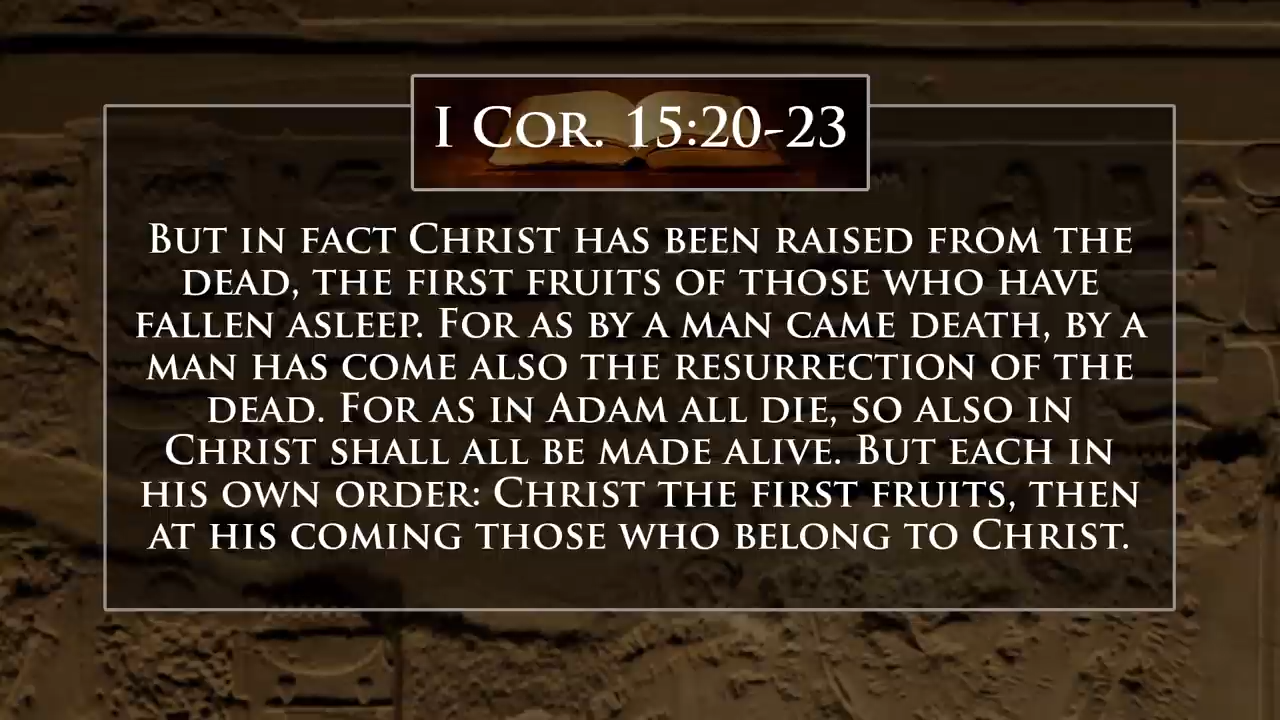 I Cor. 15:20-23
But in fact Christ has been raised from the
dead, the first fruits of those who have
fallen asleep. For as by a man came death, by a
man has come also the resurrection of the
dead. For as in Adam all die, so also in
Christ shall all be made alive. But each in
his own order: Christ the first fruits, then
at his coming those who belong to Christ.